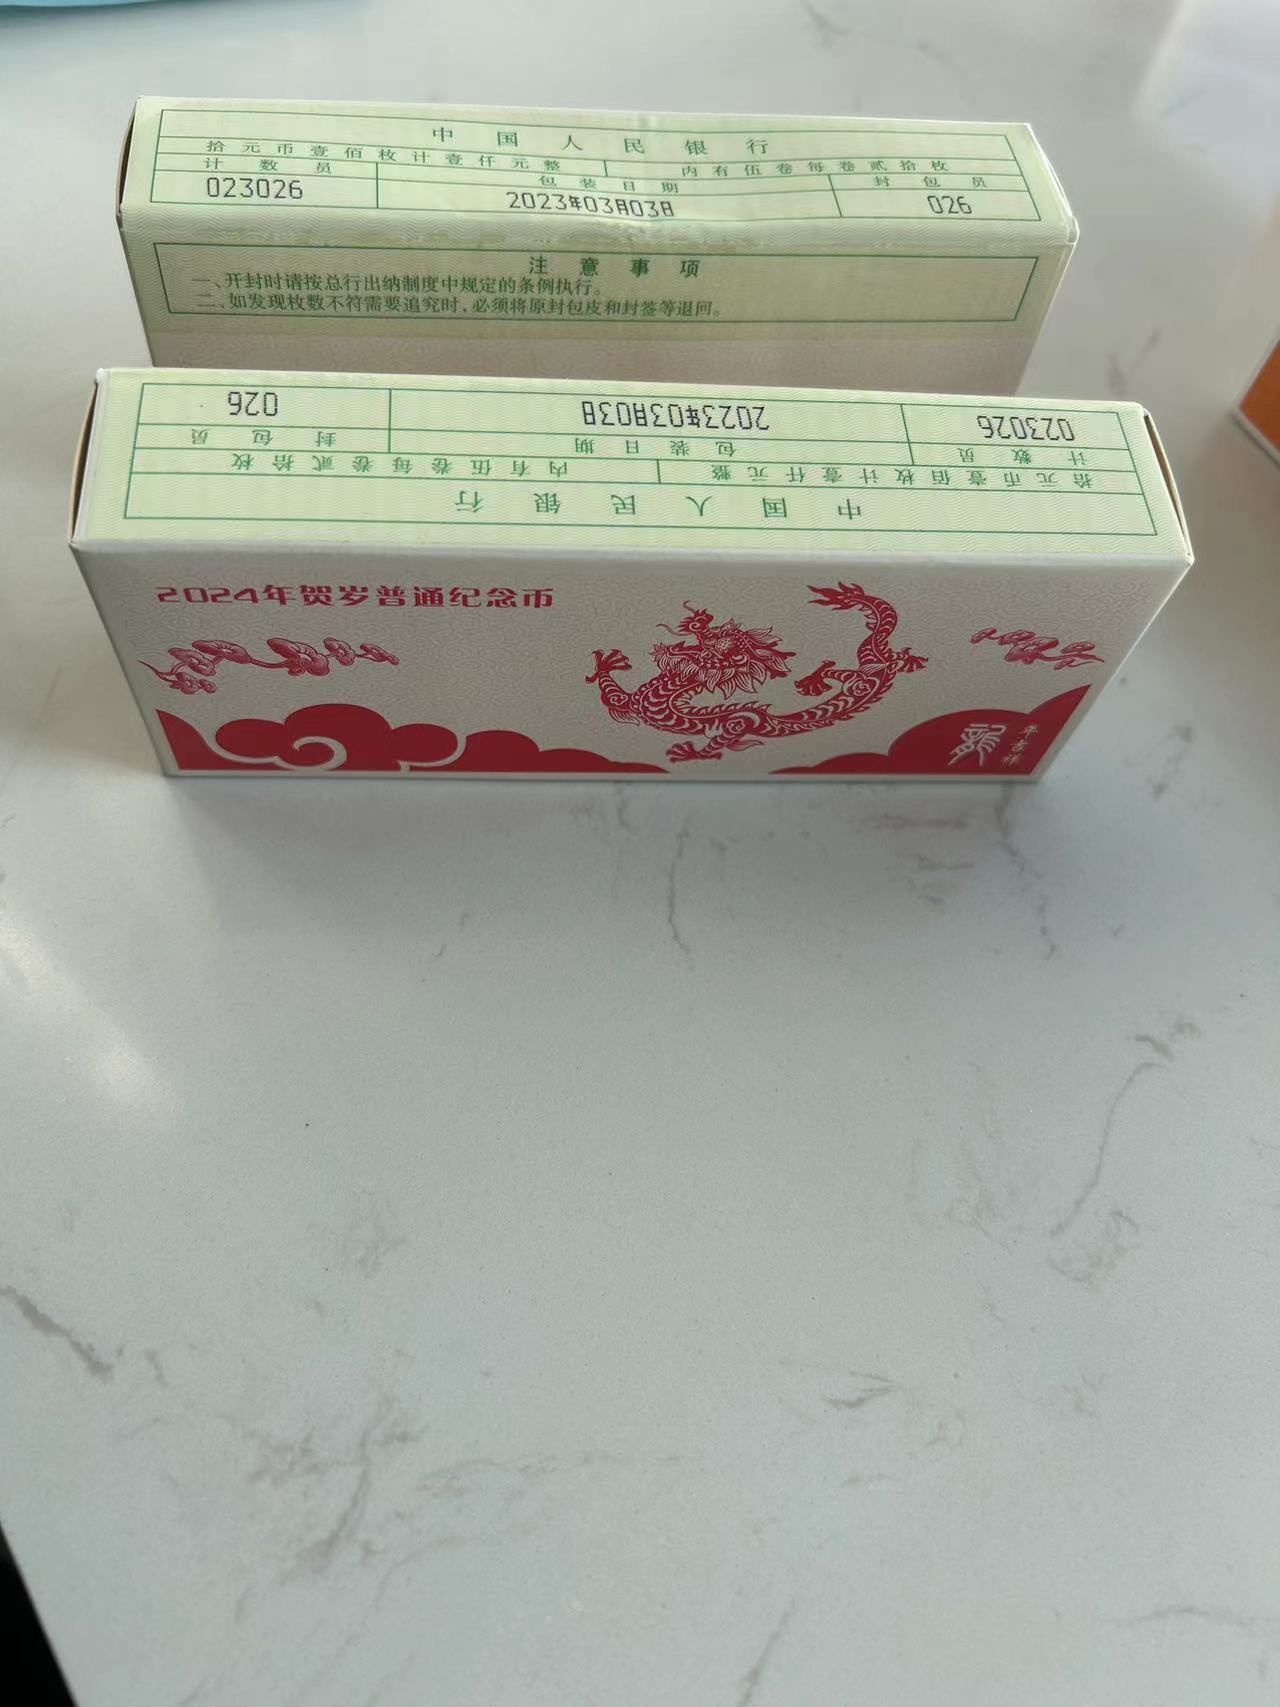 中国人民银行
拾元币壹佰枚计壹仟元整 内有伍卷每卷贰拾枚
计数员 包装日期 封包员
023026 2023年03月03日 026
注意事项
一、开封时请按总行出纳制度中规定的条例执行。
二、如发现枚数不符需要追究时，必须将原封包皮和封签等退回。
中国人民银行
拾元币壹佰枚计壹仟元整 内有伍卷每卷贰拾枚
计数员 包装日期 封包员
023026 2023年03月03日 026
2024年贺岁普通纪念币
龙
年吉祥